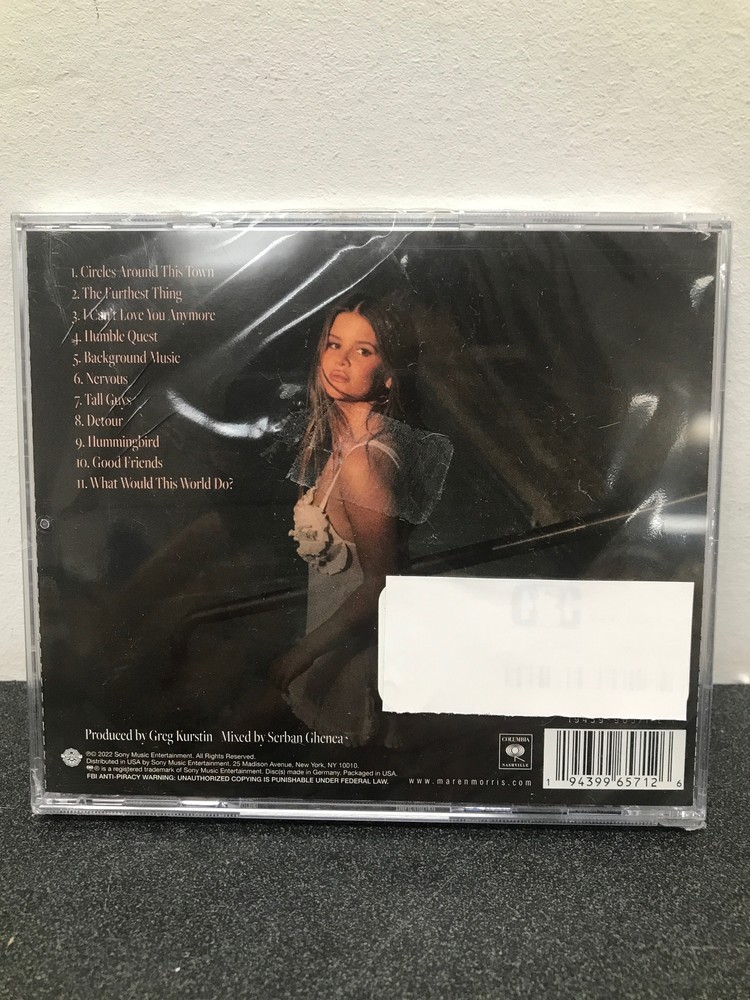 1. Circles Around This Town
2. The Furthest Thing
3. I Can't Love You Anymore
4. Humble Quest
5. Background Music
6. Nervous
7. Tall Guys
8. Detour
9. Hummingbird
10. Good Friends
11. What Would This World Do?
Produced by Greg Kurstin Mixed by Serban Ghenea
℗© 2022 Sony Music Entertainment. All Rights Reserved.
Distributed in USA by Sony Music Entertainment. 25 Madison Avenue, New York, NY 10010.
® is a registered trademark of Sony Music Entertainment. Disc(s) made in Germany. Packaged in USA.
FBI ANTI-PIRACY WARNING: UNAUTHORIZED COPYING IS PUNISHABLE UNDER FEDERAL LAW.
www.marenmorris.com
COLUMBIA
NASHVILLE
1 94399 65712 6